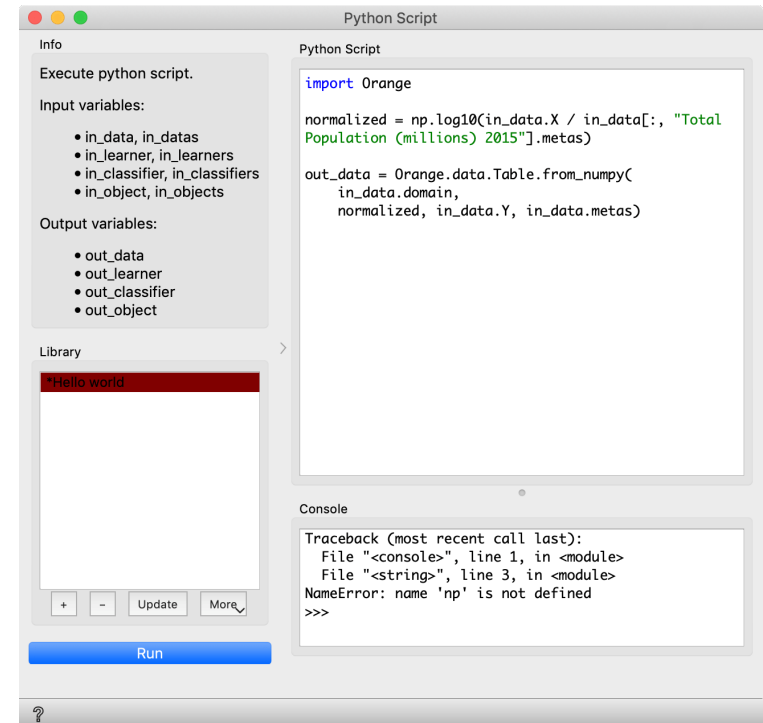 Python Script
Info
Execute python script.
Input variables:
• in_data, in_datas
• in_learner, in_learners
• in_classifier, in_classifiers
• in_object, in_objects
Output variables:
• out_data
• out_learner
• out_classifier
• out_object
Library
*Hello world
+ − Update More
Run
Python Script
import Orange
normalized = np.log10(in_data.X / in_data[:, "Total
Population (millions) 2015"].metas)
out_data = Orange.data.Table.from_numpy(
    in_data.domain,
    normalized, in_data.Y, in_data.metas)
Console
Traceback (most recent call last):
  File "<console>", line 1, in <module>
  File "<string>", line 3, in <module>
NameError: name 'np' is not defined
>>>
?